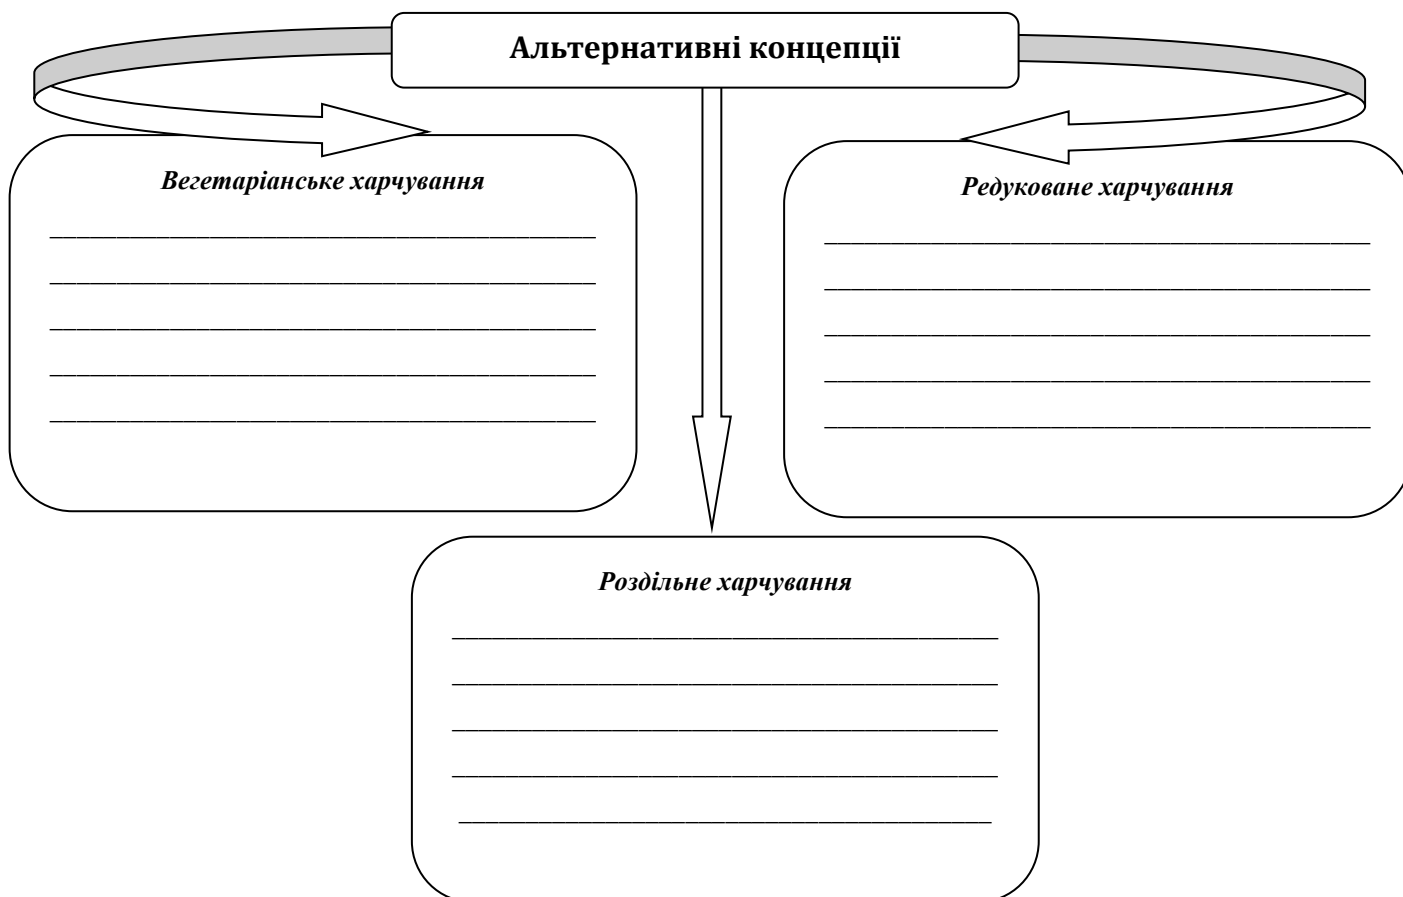 Альтернативні концепції
Вегетаріанське харчування
Редуковане харчування
Роздільне харчування